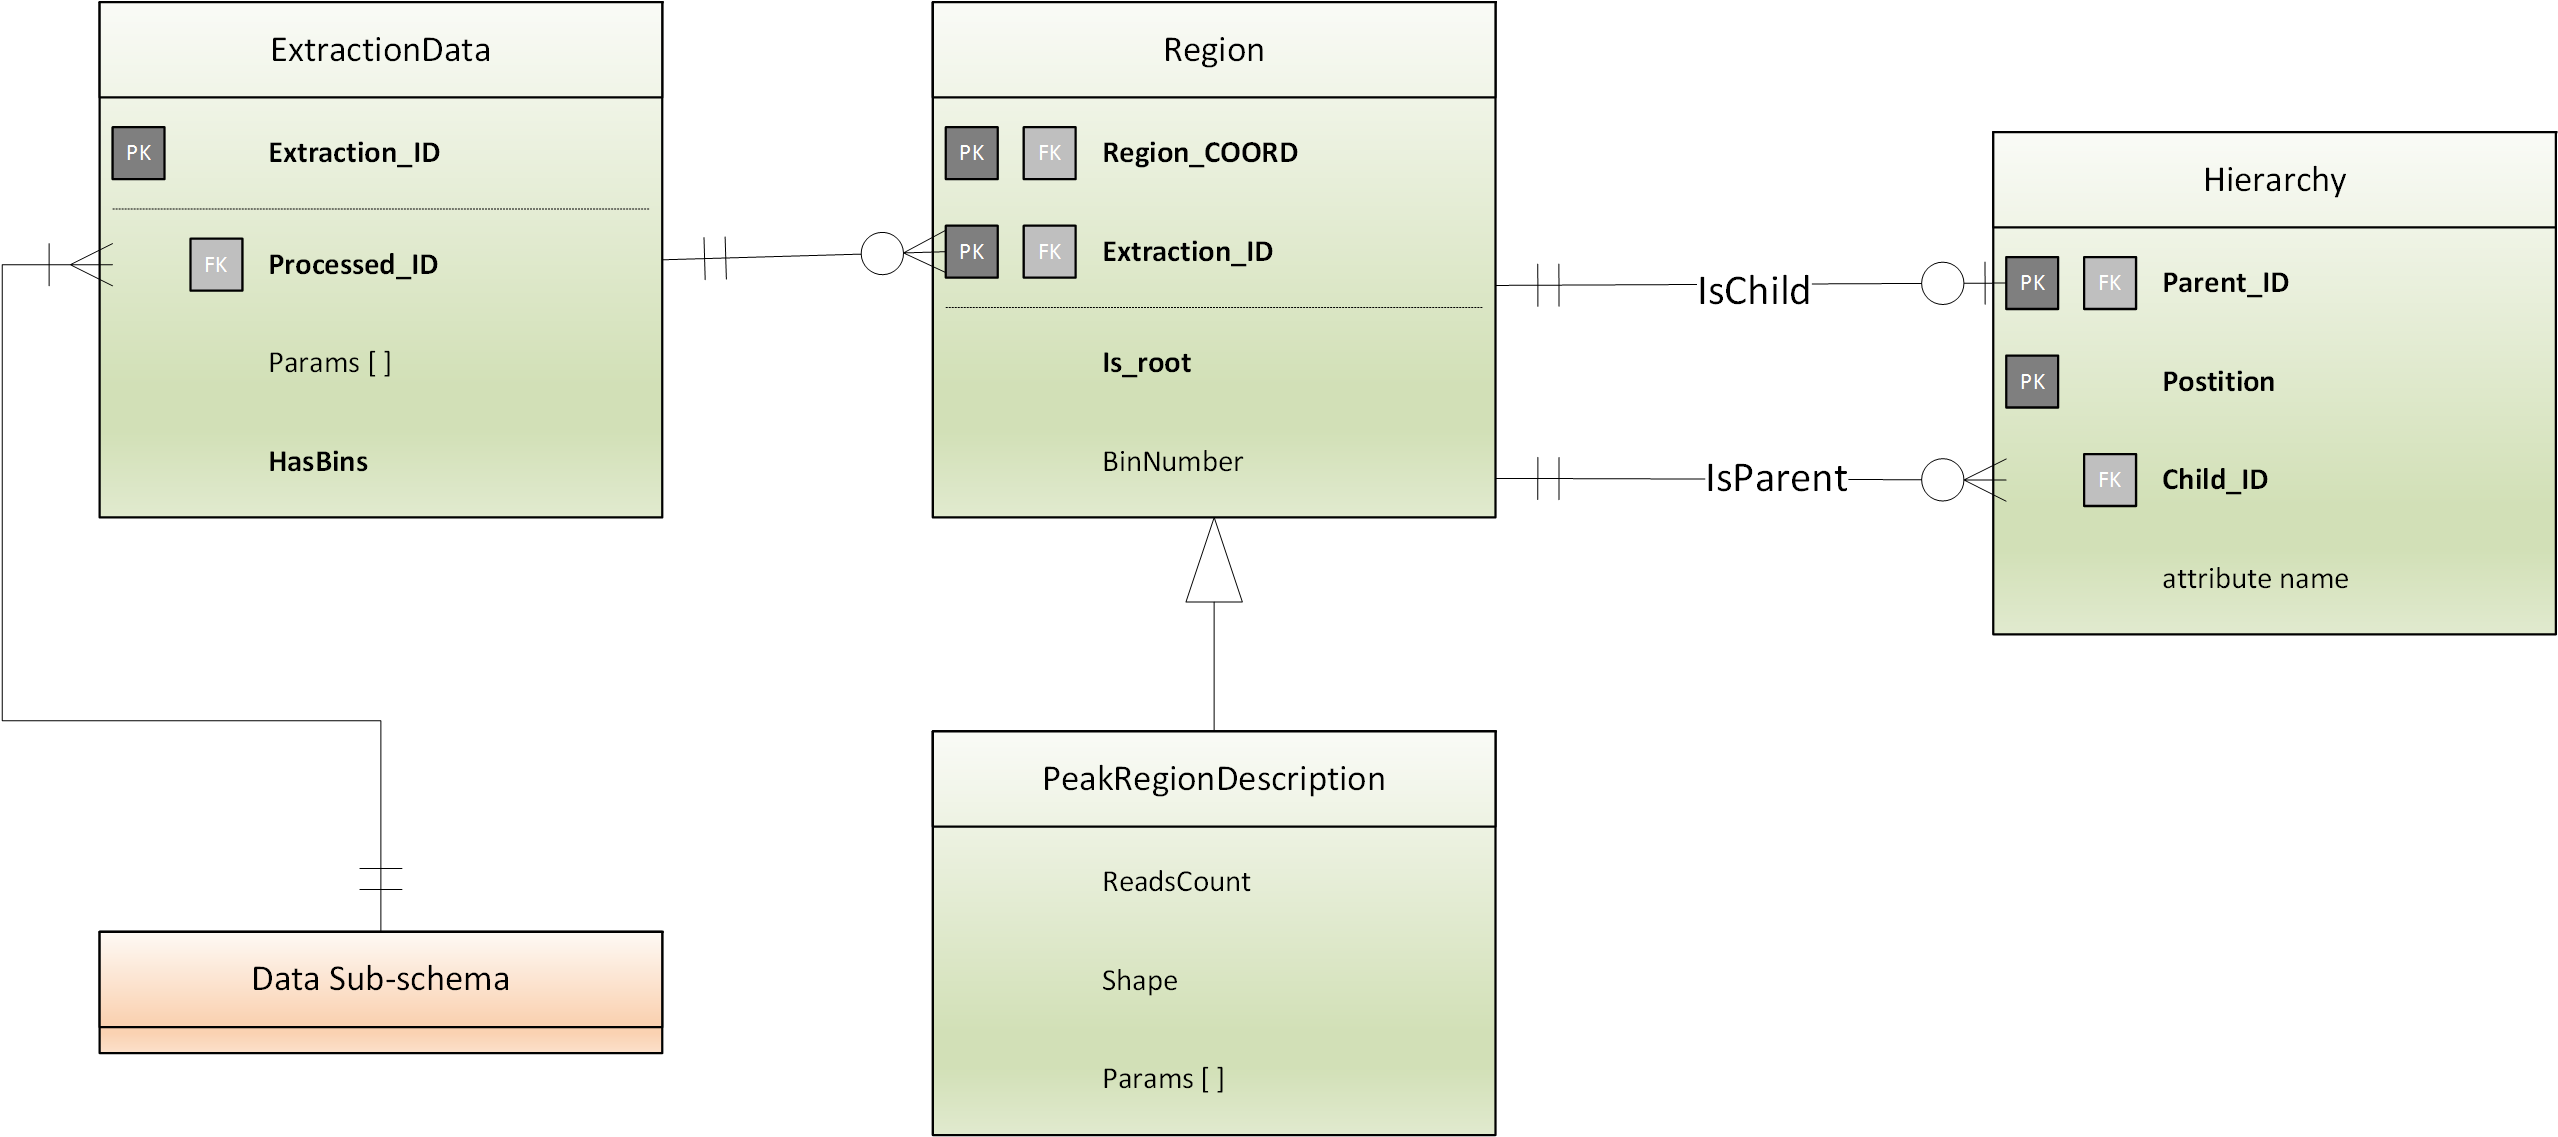 ExtractionData
PK Extraction_ID
FK Processed_ID
Params [ ]
HasBins
Region
PK FK Region_COORD
PK FK Extraction_ID
Is_root
BinNumber
IsChild
IsParent
Hierarchy
PK FK Parent_ID
PK Postition
FK Child_ID
attribute name
PeakRegionDescription
ReadsCount
Shape
Params [ ]
Data Sub-schema